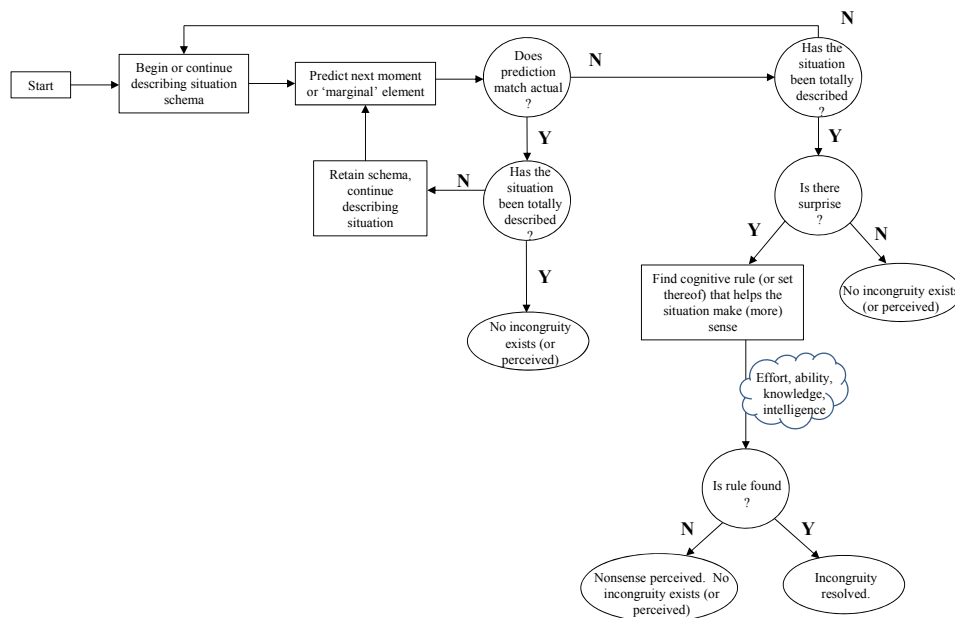 N
Start
Begin or continue
describing situation
schema
Predict next moment
or ‘marginal’ element
Does
prediction
match actual
?
N
Has the
situation
been totally
described
?
Y
Y
Retain schema,
continue
describing
situation
N
Has the
situation
been totally
described
?
Is there
surprise
?
Y
N
Y
Find cognitive rule (or set
thereof) that helps the
situation make (more)
sense
No incongruity exists
(or perceived)
No incongruity
exists (or
perceived)
Effort, ability,
knowledge,
intelligence
Is rule found
?
N
Y
Nonsense perceived. No
incongruity exists (or
perceived)
Incongruity
resolved.